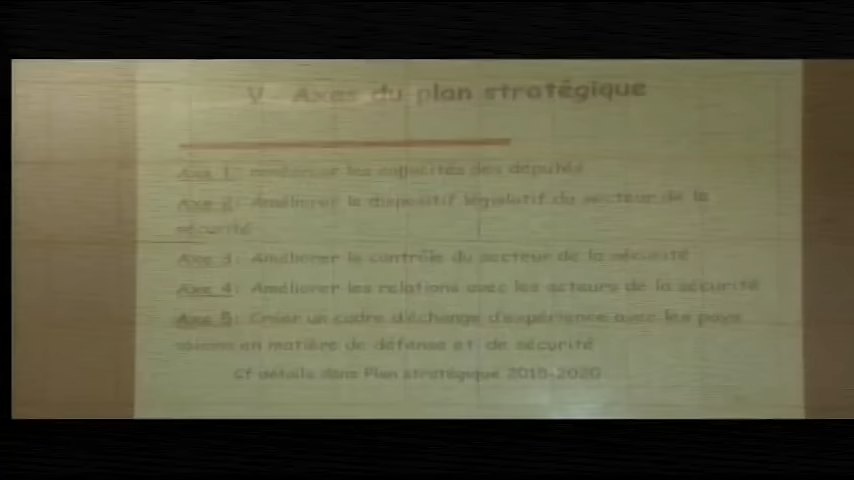 V - Axes du plan stratégique
Axe 1: renforcer les capacités des députés
Axe 2: Améliorer le dispositif législatif du secteur de la
sécurité
Axe 3: Améliorer le contrôle du secteur de la sécurité
Axe 4: Améliorer les relations avec les acteurs de la sécurité
Axe 5: Créer un cadre d'échange d'expérience avec les pays
en matière de défense et de sécurité
Cf détails dans Plan stratégique 2015-2020